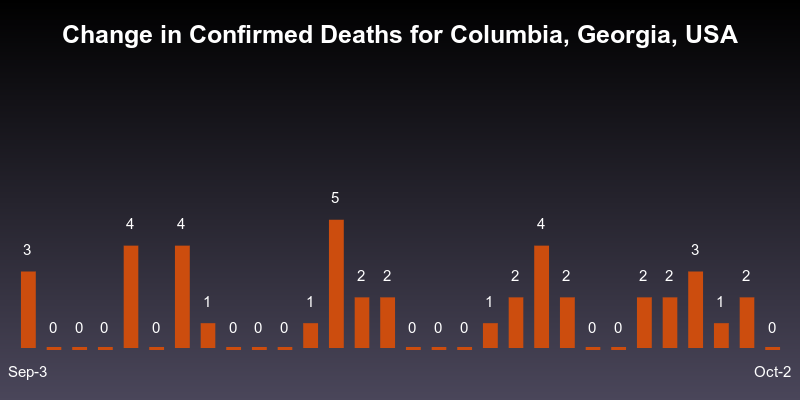 Change in Confirmed Deaths for Columbia, Georgia, USA
3 0 0 0 4 0 4 1 0 0 0 1 5 2 2 0 0 0 1 2 4 2 0 0 2 2 3 1 2 0
Sep-3 Oct-2